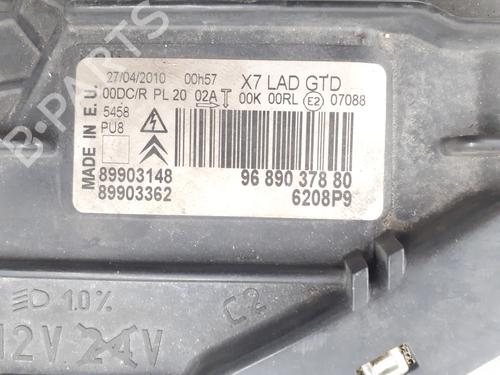 B-PARTS
27/04/2010 00h57 X7 LAD GTD
00DC/R PL 20 02A 00K 00RL E2 07088
5458
PU8
MADE IN E.U.
89903148 96 890 378 80
89903362 6208P9
1.0% C2
12V 24V